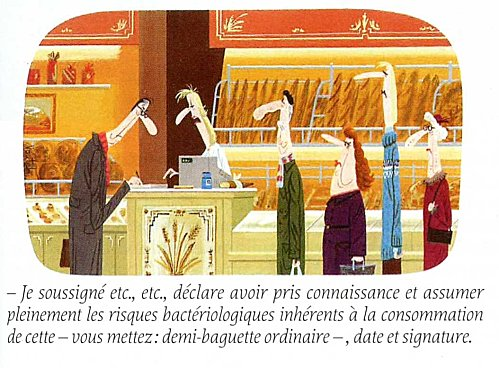 – Je soussigné etc., etc., déclare avoir pris connaissance et assumer
pleinement les risques bactériologiques inhérents à la consommation
de cette – vous mettez : demi-baguette ordinaire – , date et signature.